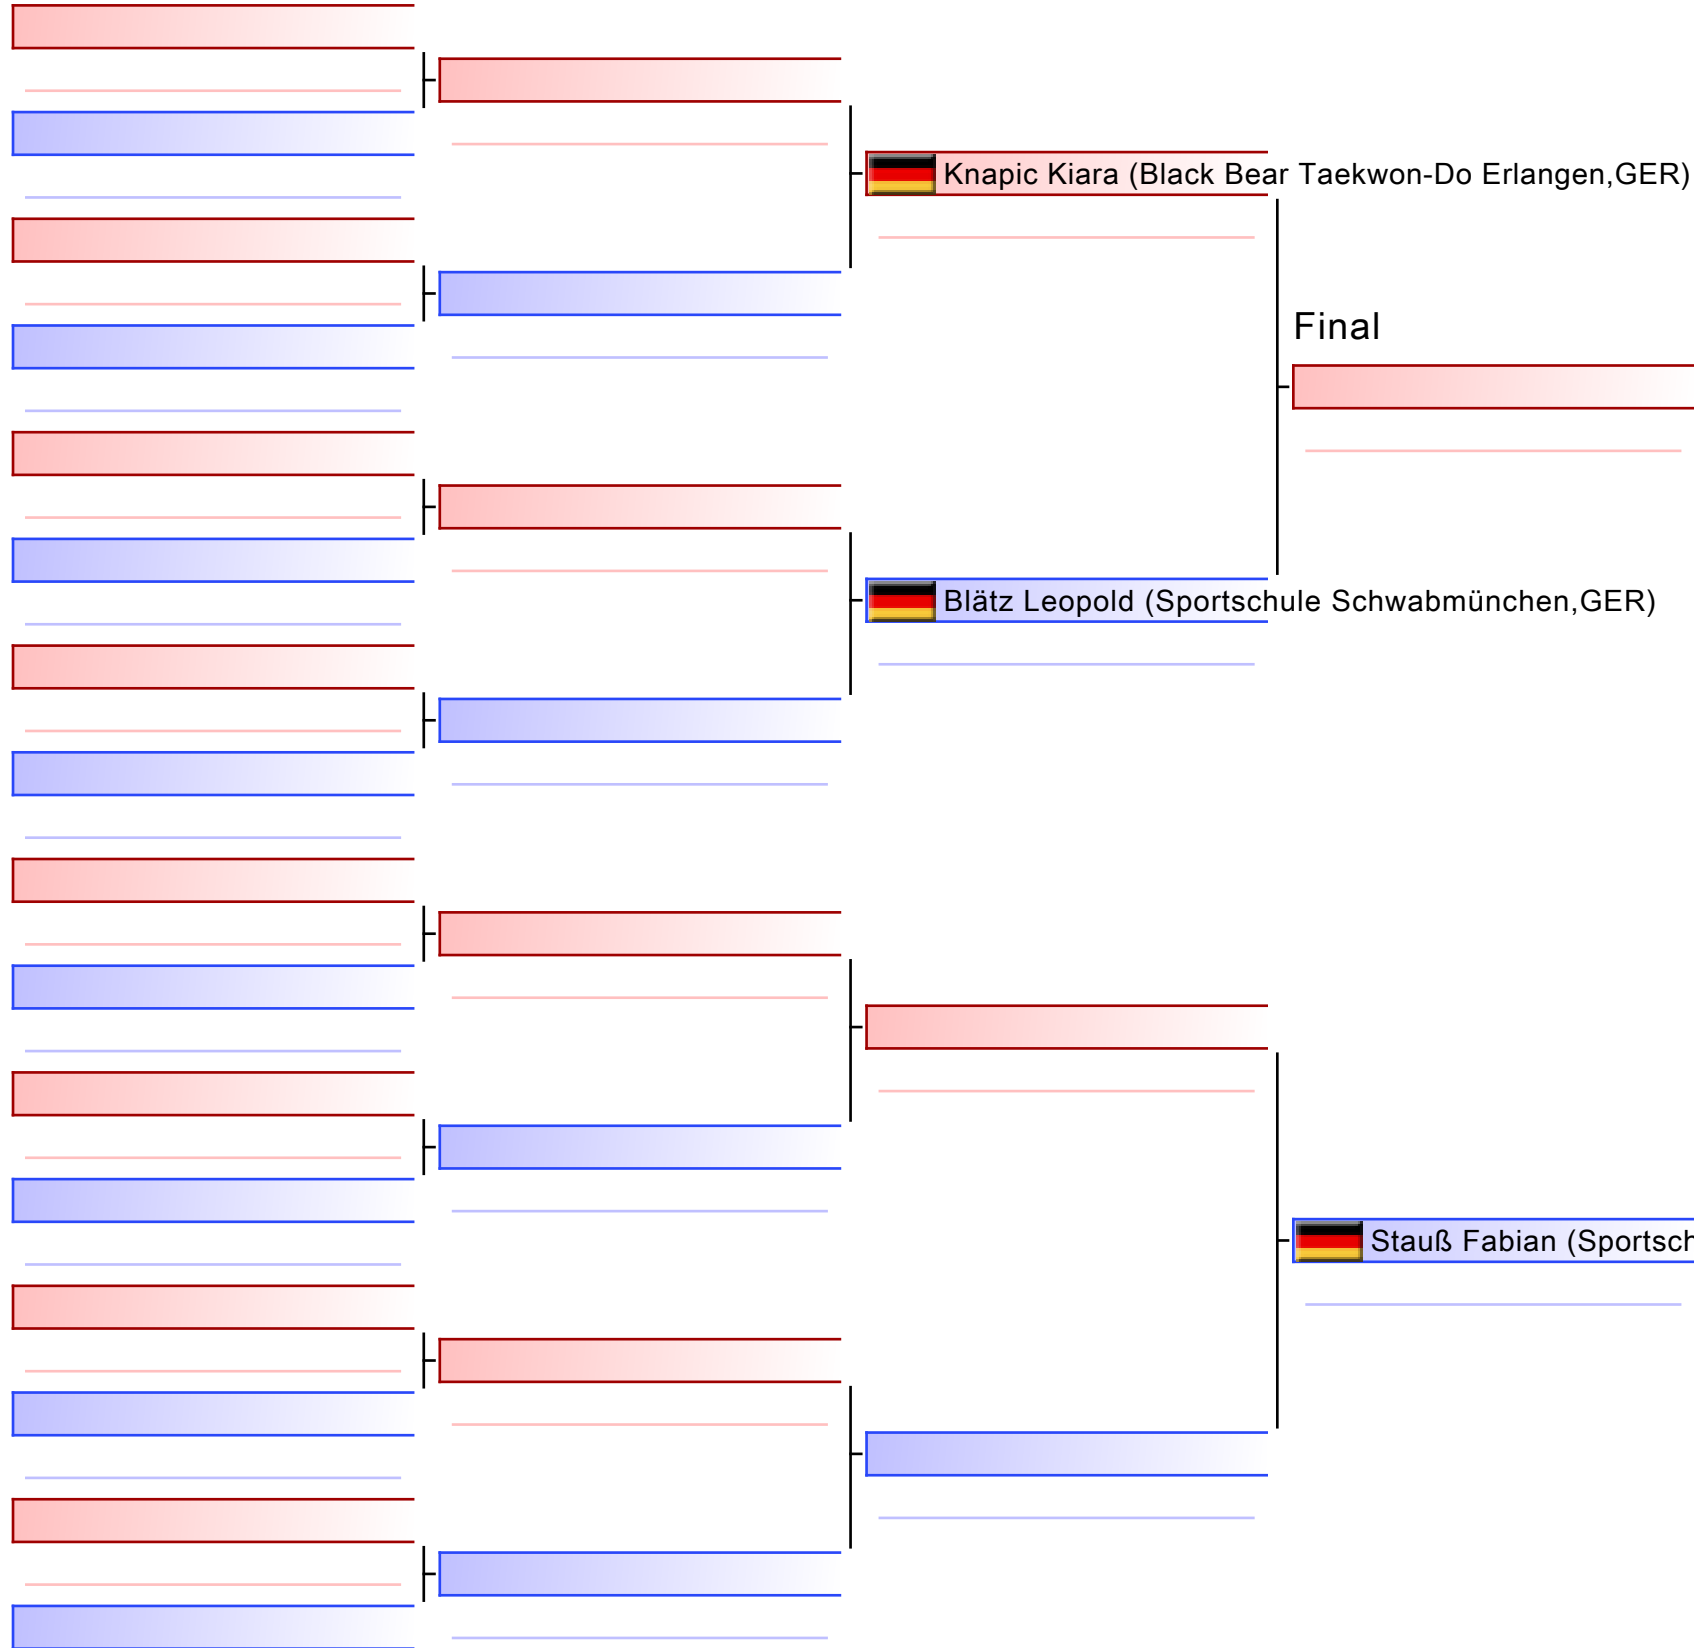 Knapic Kiara (Black Bear Taekwon-Do Erlangen,GER)
Final
Blätz Leopold (Sportschule Schwabmünchen,GER)
Stauß Fabian (Sportsch